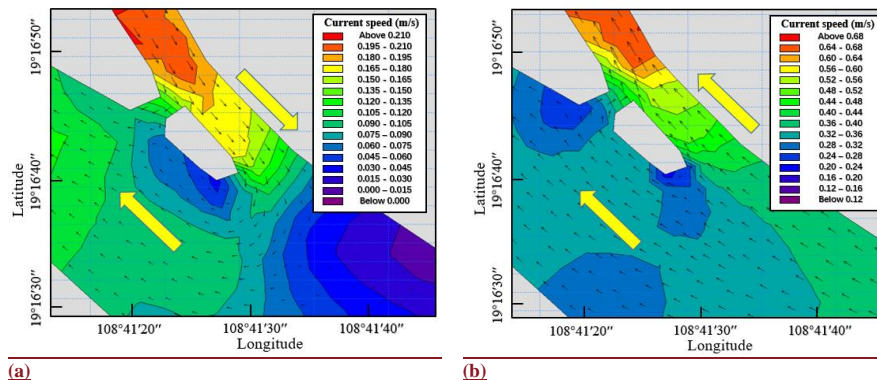 Current speed (m/s)
Above 0.210
0.195 – 0.210
0.180 – 0.195
0.165 – 0.180
0.150 – 0.165
0.135 – 0.150
0.120 – 0.135
0.105 – 0.120
0.090 – 0.105
0.075 – 0.090
0.060 – 0.075
0.045 – 0.060
0.030 – 0.045
0.015 – 0.030
0.000 – 0.015
Below 0.000
19°16′50″
19°16′40″
19°16′30″
Latitude
108°41′20″ 108°41′30″ 108°41′40″
Longitude
(a)
Current speed (m/s)
Above 0.68
0.64 – 0.68
0.60 – 0.64
0.56 – 0.60
0.52 – 0.56
0.48 – 0.52
0.44 – 0.48
0.40 – 0.44
0.36 – 0.40
0.32 – 0.36
0.28 – 0.32
0.24 – 0.28
0.20 – 0.24
0.16 – 0.20
0.12 – 0.16
Below 0.12
19°16′50″
19°16′40″
19°16′30″
Latitude
108°41′20″ 108°41′30″ 108°41′40″
Longitude
(b)